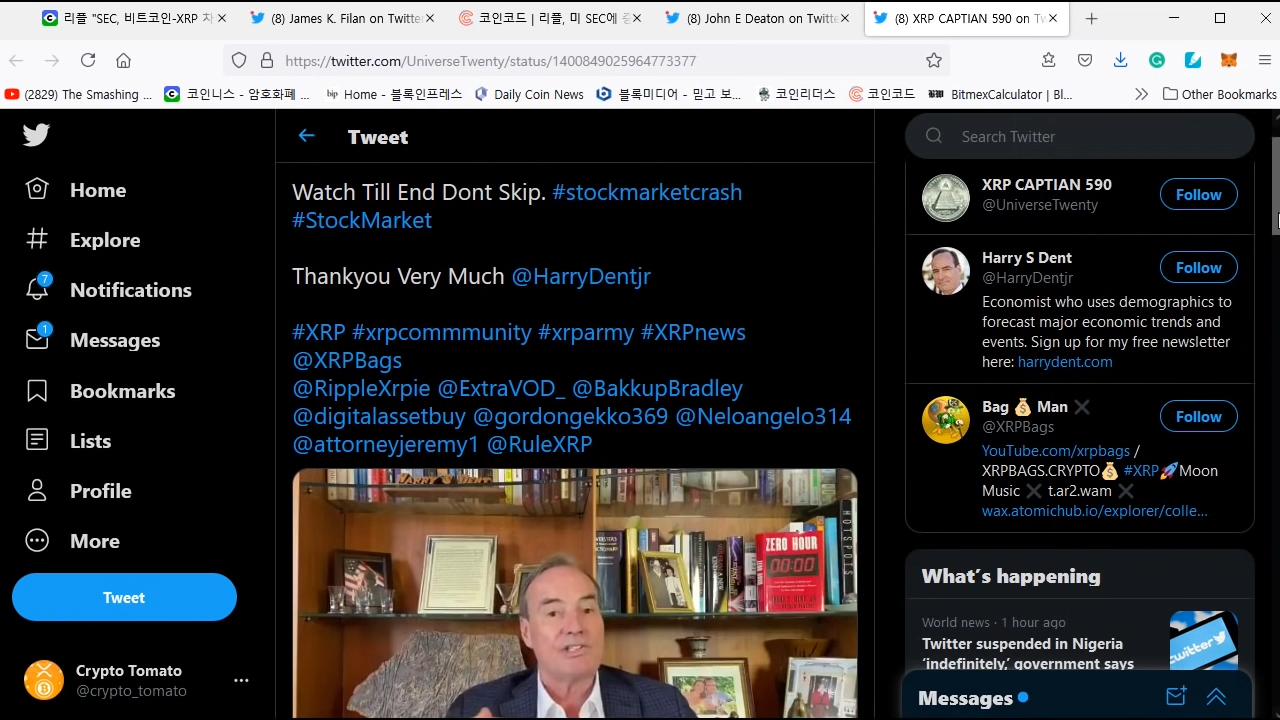 리플 "SEC, 비트코인-XRP 차
(8) James K. Filan on Twitter
코인코드 | 리플, 미 SEC에
(8) John E Deaton on Twitte
(8) XRP CAPTIAN 590 on Tw
https://twitter.com/UniverseTwenty/status/1400849025964773377
(2829) The Smashing ...
코인니스 - 암호화폐 ...
bip Home - 블록인프레스
Daily Coin News
블록미디어 - 믿고 보...
코인리더스
코인코드
BitmexCalculator | Bl...
Other Bookmarks
Home
Explore
7
Notifications
1
Messages
Bookmarks
Lists
Profile
More
Tweet
Crypto Tomato
@crypto_tomato
Tweet
Watch Till End Dont Skip. #stockmarketcrash
#StockMarket
Thankyou Very Much @HarryDentjr
#XRP #xrpcommmunity #xrparmy #XRPnews
@XRPBags
@RippleXrpie @ExtraVOD_ @BakkupBradley
@digitalassetbuy @gordongekko369 @Neloangelo314
@attorneyjeremy1 @RuleXRP
HARRY S DENT
ZERO HOUR
00:00
HOTSPOTS
Search Twitter
XRP CAPTIAN 590
@UniverseTwenty
Follow
Harry S Dent
@HarryDentjr
Follow
Economist who uses demographics to
forecast major economic trends and
events. Sign up for my free newsletter
here: harrydent.com
Bag 💰 Man ✖
@XRPBags
Follow
YouTube.com/xrpbags /
XRPBAGS.CRYPTO💰 #XRP🚀Moon
Music ✖ t.ar2.wam ✖
wax.atomichub.io/explorer/colle...
What's happening
World news · 1 hour ago
Twitter suspended in Nigeria
'indefinitely,' government says
twitter
Messages